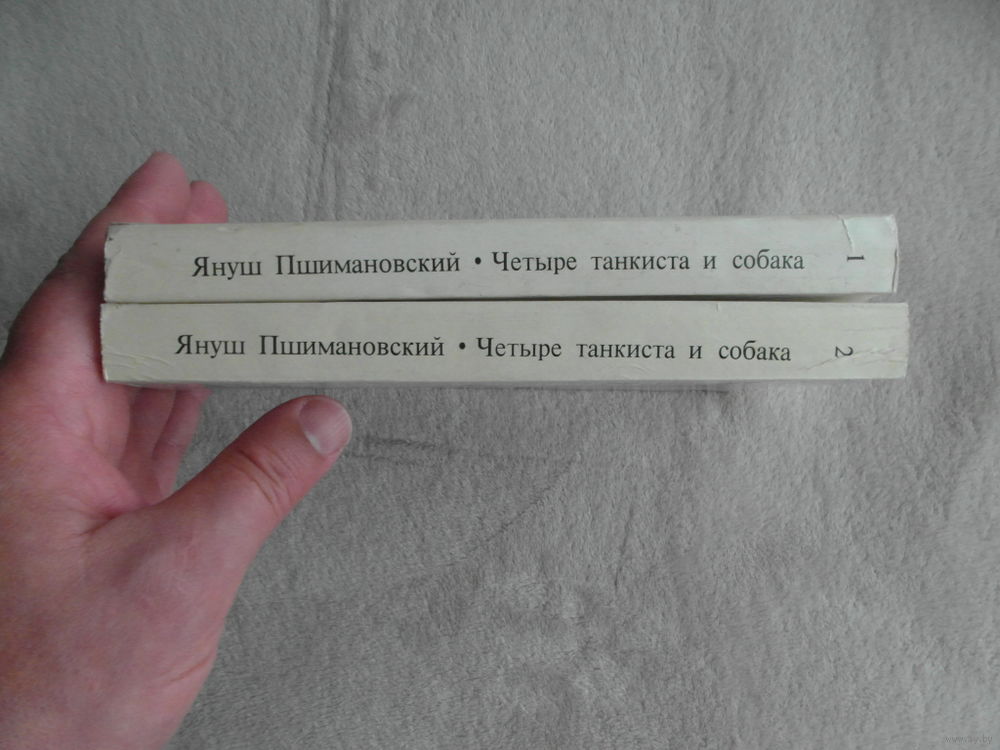 Януш Пшимановский • Четыре танкиста и собака 1
Януш Пшимановский • Четыре танкиста и собака 2